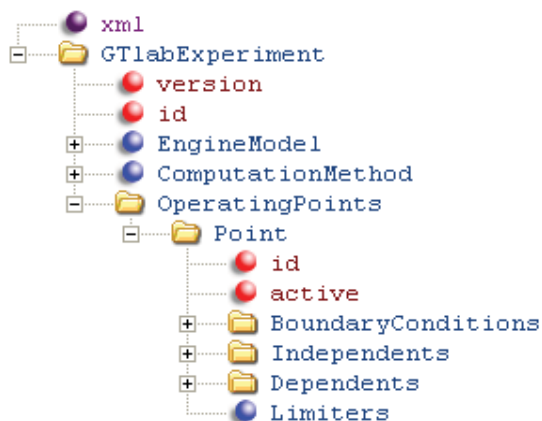 xml
GTlabExperiment
version
id
EngineModel
ComputationMethod
OperatingPoints
Point
id
active
BoundaryConditions
Independents
Dependents
Limiters